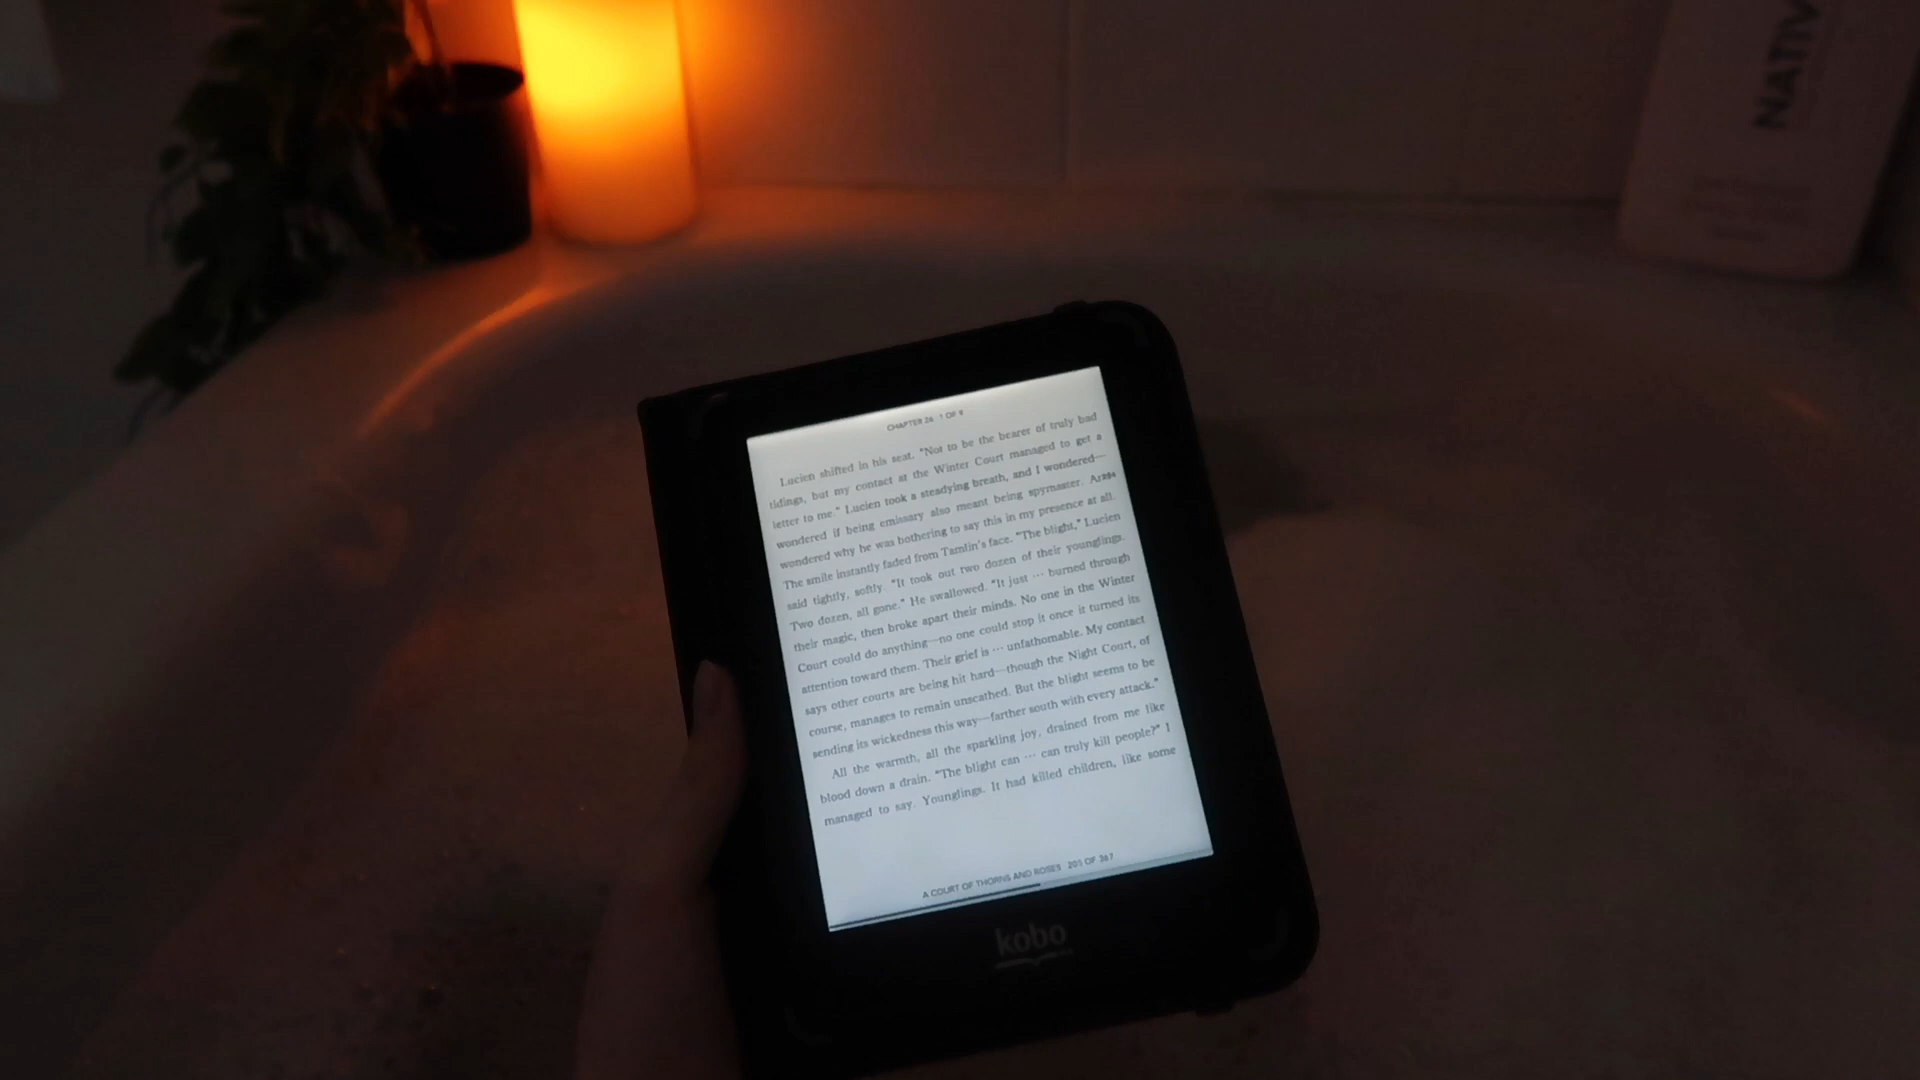 NATIV
CHAPTER 26 · 1 OF 9
Lucien shifted in his seat. "Not to be the bearer of truly bad
tidings, but my contact at the Winter Court managed to get a
letter to me." Lucien took a steadying breath, and I wondered—
wondered if being emissary also meant being spymaster. And
wondered why he was bothering to say this in my presence at all.
The smile instantly faded from Tamlin's face. "The blight," Lucien
said tightly, softly. "It took out two dozen of their younglings.
Two dozen, all gone." He swallowed. "It just ··· burned through
their magic, then broke apart their minds. No one in the Winter
Court could do anything—no one could stop it once it turned its
attention toward them. Their grief is ··· unfathomable. My contact
says other courts are being hit hard—though the Night Court, of
course, manages to remain unscathed. But the blight seems to be
sending its wickedness this way—farther south with every attack."
All the warmth, all the sparkling joy, drained from me like
blood down a drain. "The blight can ··· can truly kill people?" I
managed to say. Younglings. It had killed children, like some
A COURT OF THORNS AND ROSES · 201 OF 367
kobo